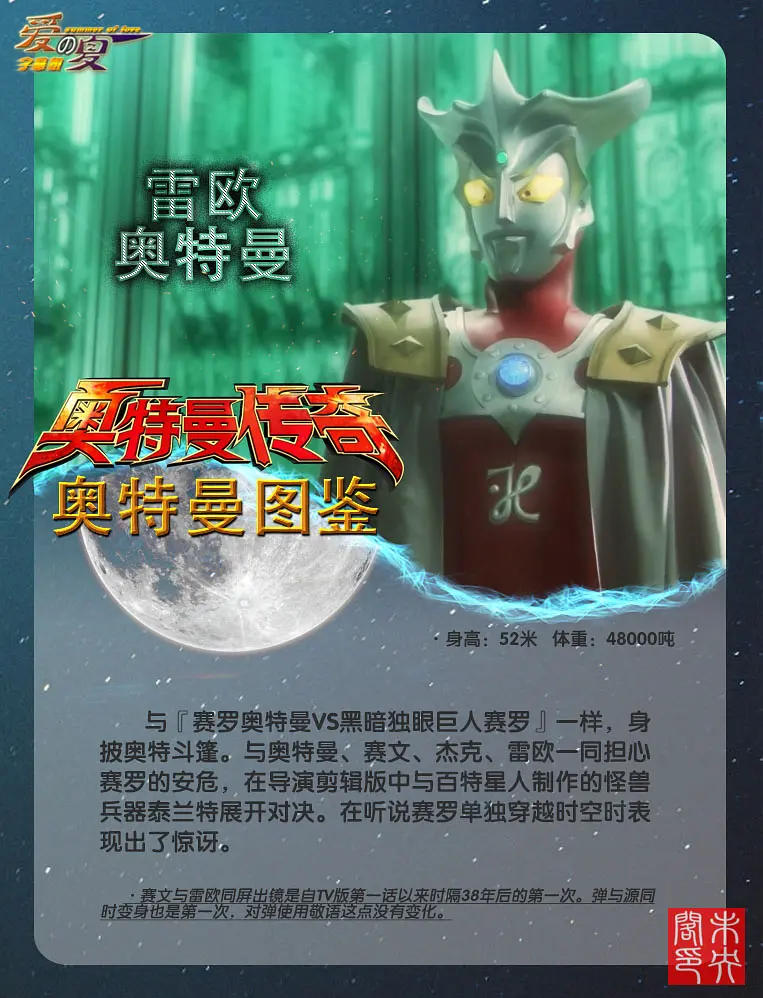 summer of love
爱の夏
字幕组
雷欧
奥特曼
奥特曼传奇
奥特曼图鉴
·身高：52米 体重：48000吨
与『赛罗奥特曼VS黑暗独眼巨人赛罗』一样，身
披奥特斗篷。与奥特曼、赛文、杰克、雷欧一同担心
赛罗的安危，在导演剪辑版中与百特星人制作的怪兽
兵器泰兰特展开对决。在听说赛罗单独穿越时空时表
现出了惊讶。
·赛文与雷欧同屏出镜是自TV版第一话以来时隔38年后的第一次。弹与源同
时变身也是第一次，对弹使用敬语这点没有变化。
未央
阁印